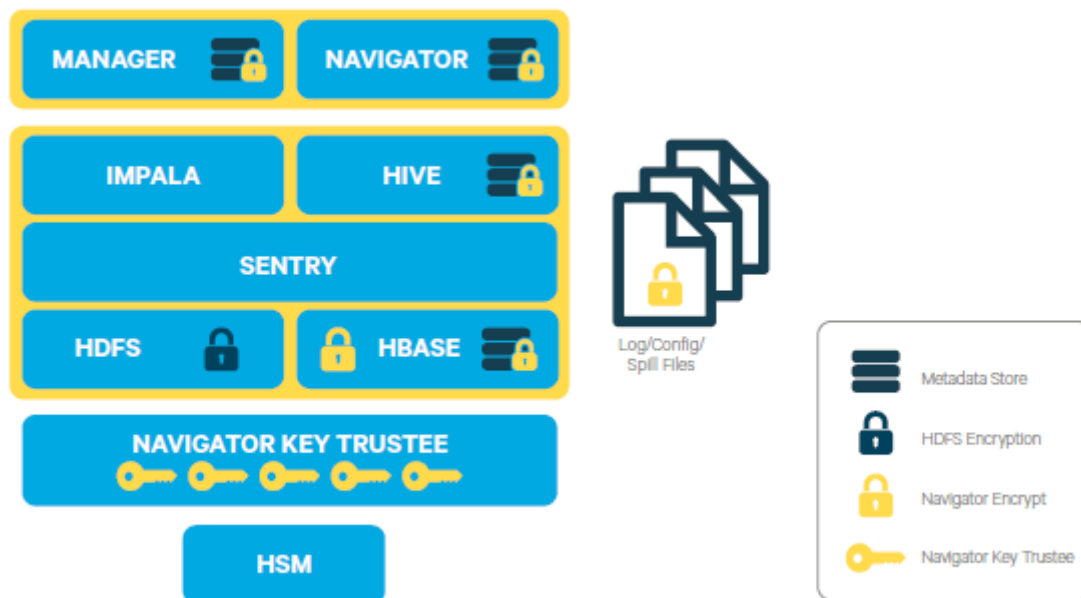 MANAGER
NAVIGATOR
IMPALA
HIVE
SENTRY
HDFS
HBASE
Log/Config/
Spill Files
NAVIGATOR KEY TRUSTEE
HSM
Metadata Store
HDFS Encryption
Navigator Encrypt
Navigator Key Trustee